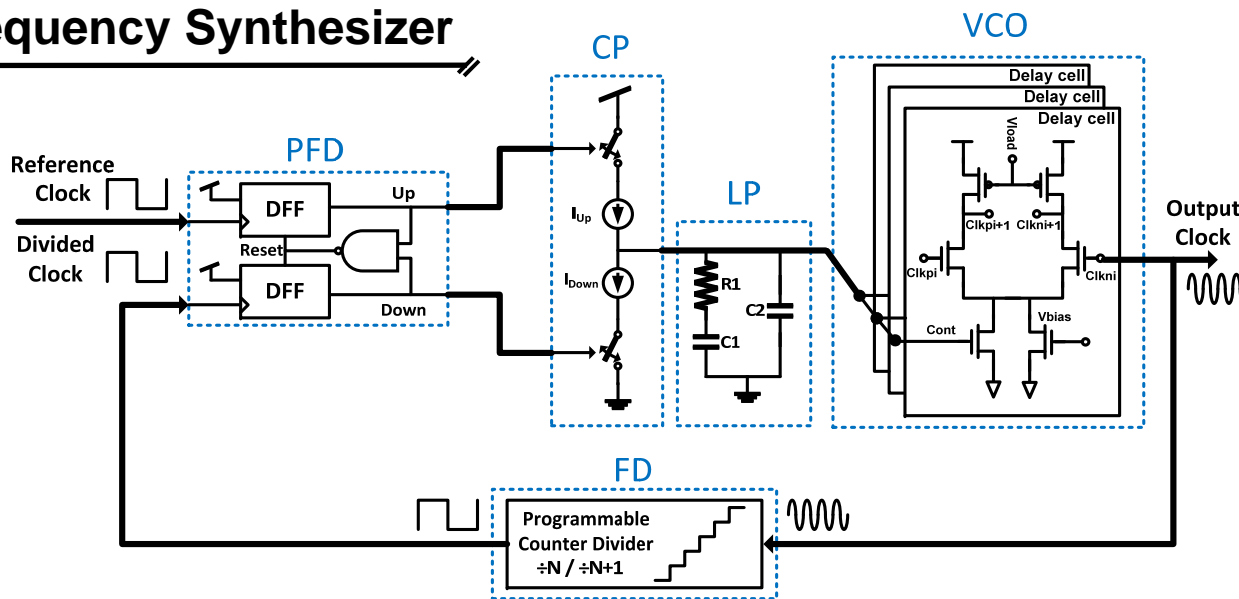 equency Synthesizer
CP
VCO
Delay cell
Delay cell
Delay cell
Vload
PFD
Reference
Clock
DFF
Up
Reset
Divided
Clock
DFF
Down
IUp
IDown
LP
R1
C2
C1
Clkpi+1
Clkni+1
Clkpi
Clkni
Cont
Vbias
Output
Clock
FD
Programmable
Counter Divider
÷N / ÷N+1